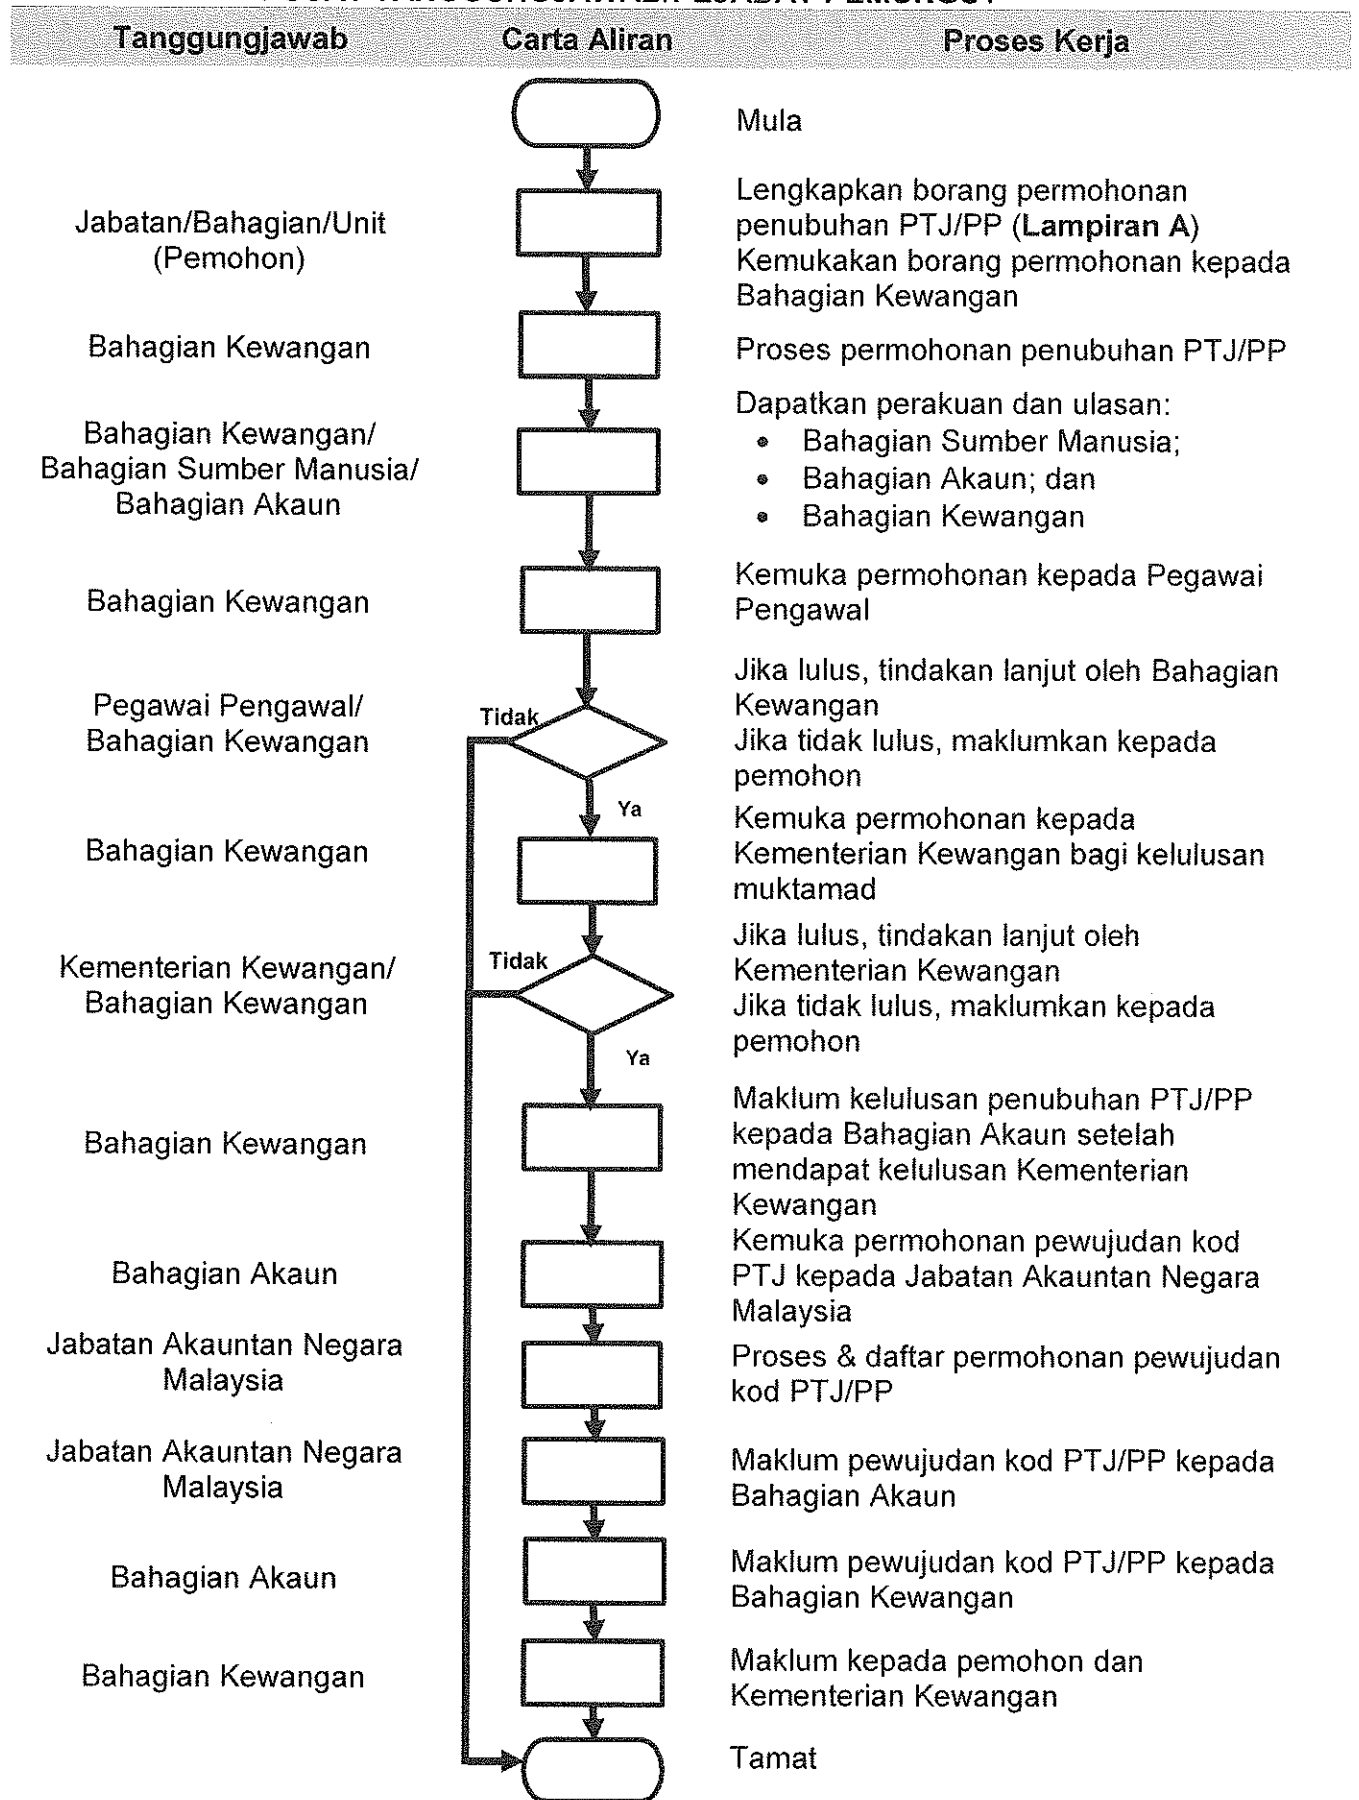 Tanggungjawab Carta Aliran Proses Kerja
Mula
Jabatan/Bahagian/Unit
(Pemohon)
Lengkapkan borang permohonan
penubuhan PTJ/PP (Lampiran A)
Kemukakan borang permohonan kepada
Bahagian Kewangan
Bahagian Kewangan
Proses permohonan penubuhan PTJ/PP
Bahagian Kewangan/
Bahagian Sumber Manusia/
Bahagian Akaun
Dapatkan perakuan dan ulasan:
• Bahagian Sumber Manusia;
• Bahagian Akaun; dan
• Bahagian Kewangan
Bahagian Kewangan
Kemuka permohonan kepada Pegawai
Pengawal
Pegawai Pengawal/
Bahagian Kewangan
Tidak
Jika lulus, tindakan lanjut oleh Bahagian
Kewangan
Jika tidak lulus, maklumkan kepada
pemohon
Ya
Bahagian Kewangan
Kemuka permohonan kepada
Kementerian Kewangan bagi kelulusan
muktamad
Kementerian Kewangan/
Bahagian Kewangan
Tidak
Jika lulus, tindakan lanjut oleh
Kementerian Kewangan
Jika tidak lulus, maklumkan kepada
pemohon
Ya
Bahagian Kewangan
Maklum kelulusan penubuhan PTJ/PP
kepada Bahagian Akaun setelah
mendapat kelulusan Kementerian
Kewangan
Bahagian Akaun
Kemuka permohonan pewujudan kod
PTJ kepada Jabatan Akauntan Negara
Malaysia
Jabatan Akauntan Negara
Malaysia
Proses & daftar permohonan pewujudan
kod PTJ/PP
Jabatan Akauntan Negara
Malaysia
Maklum pewujudan kod PTJ/PP kepada
Bahagian Akaun
Bahagian Akaun
Maklum pewujudan kod PTJ/PP kepada
Bahagian Kewangan
Bahagian Kewangan
Maklum kepada pemohon dan
Kementerian Kewangan
Tamat